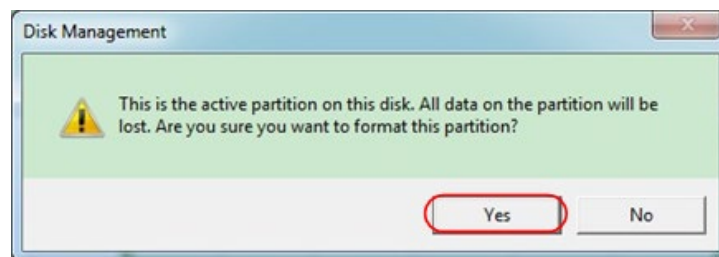 Disk Management
This is the active partition on this disk. All data on the partition will be
lost. Are you sure you want to format this partition?
Yes
No